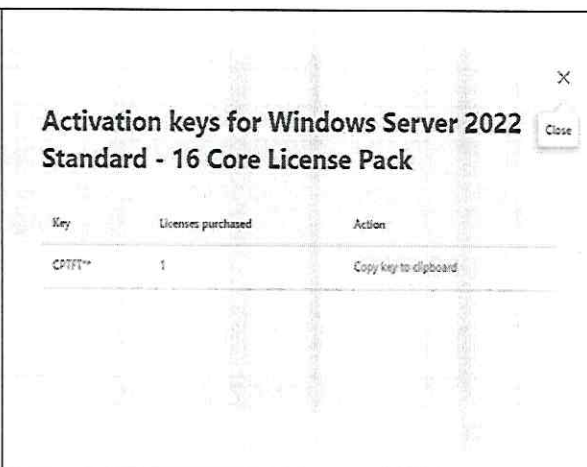 Close
Activation keys for Windows Server 2022
Standard - 16 Core License Pack
Key Licenses purchased Action
CPTFT** 1 Copy key to clipboard